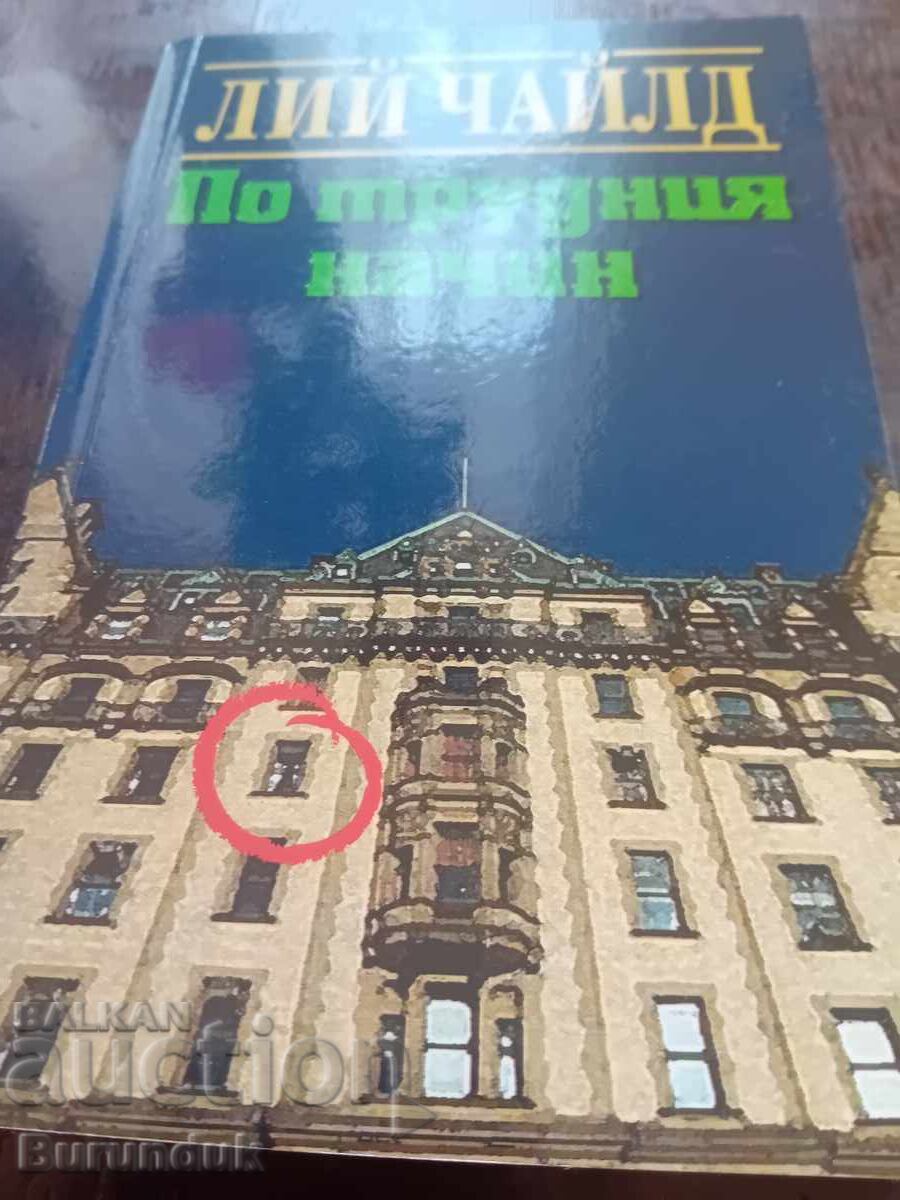 ЛИЙ ЧАЙЛД
По трудния
начин
BALKAN
auction
Burunduk